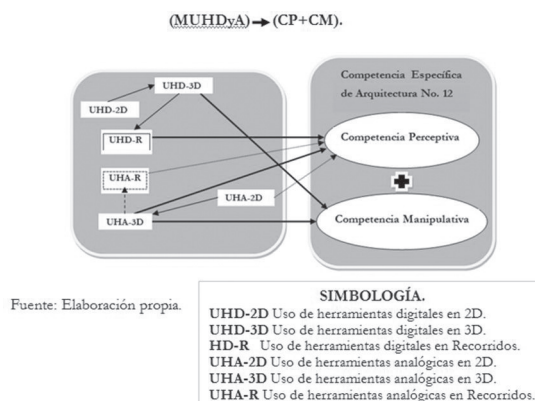 (MUHDyA)→(CP+CM).
Competencia Específica
de Arquitectura No. 12
UHD-3D
UHD-2D
UHD-R
Competencia Perceptiva
UHA-R
UHA-2D
UHA-3D
Competencia Manipulativa
Fuente: Elaboración propia.
SIMBOLOGÍA.
UHD-2D Uso de herramientas digitales en 2D.
UHD-3D Uso de herramientas digitales en 3D.
HD-R Uso de herramientas digitales en Recorridos.
UHA-2D Uso de herramientas analógicas en 2D.
UHA-3D Uso de herramientas analógicas en 3D.
UHA-R Uso de herramientas analógicas en Recorridos.